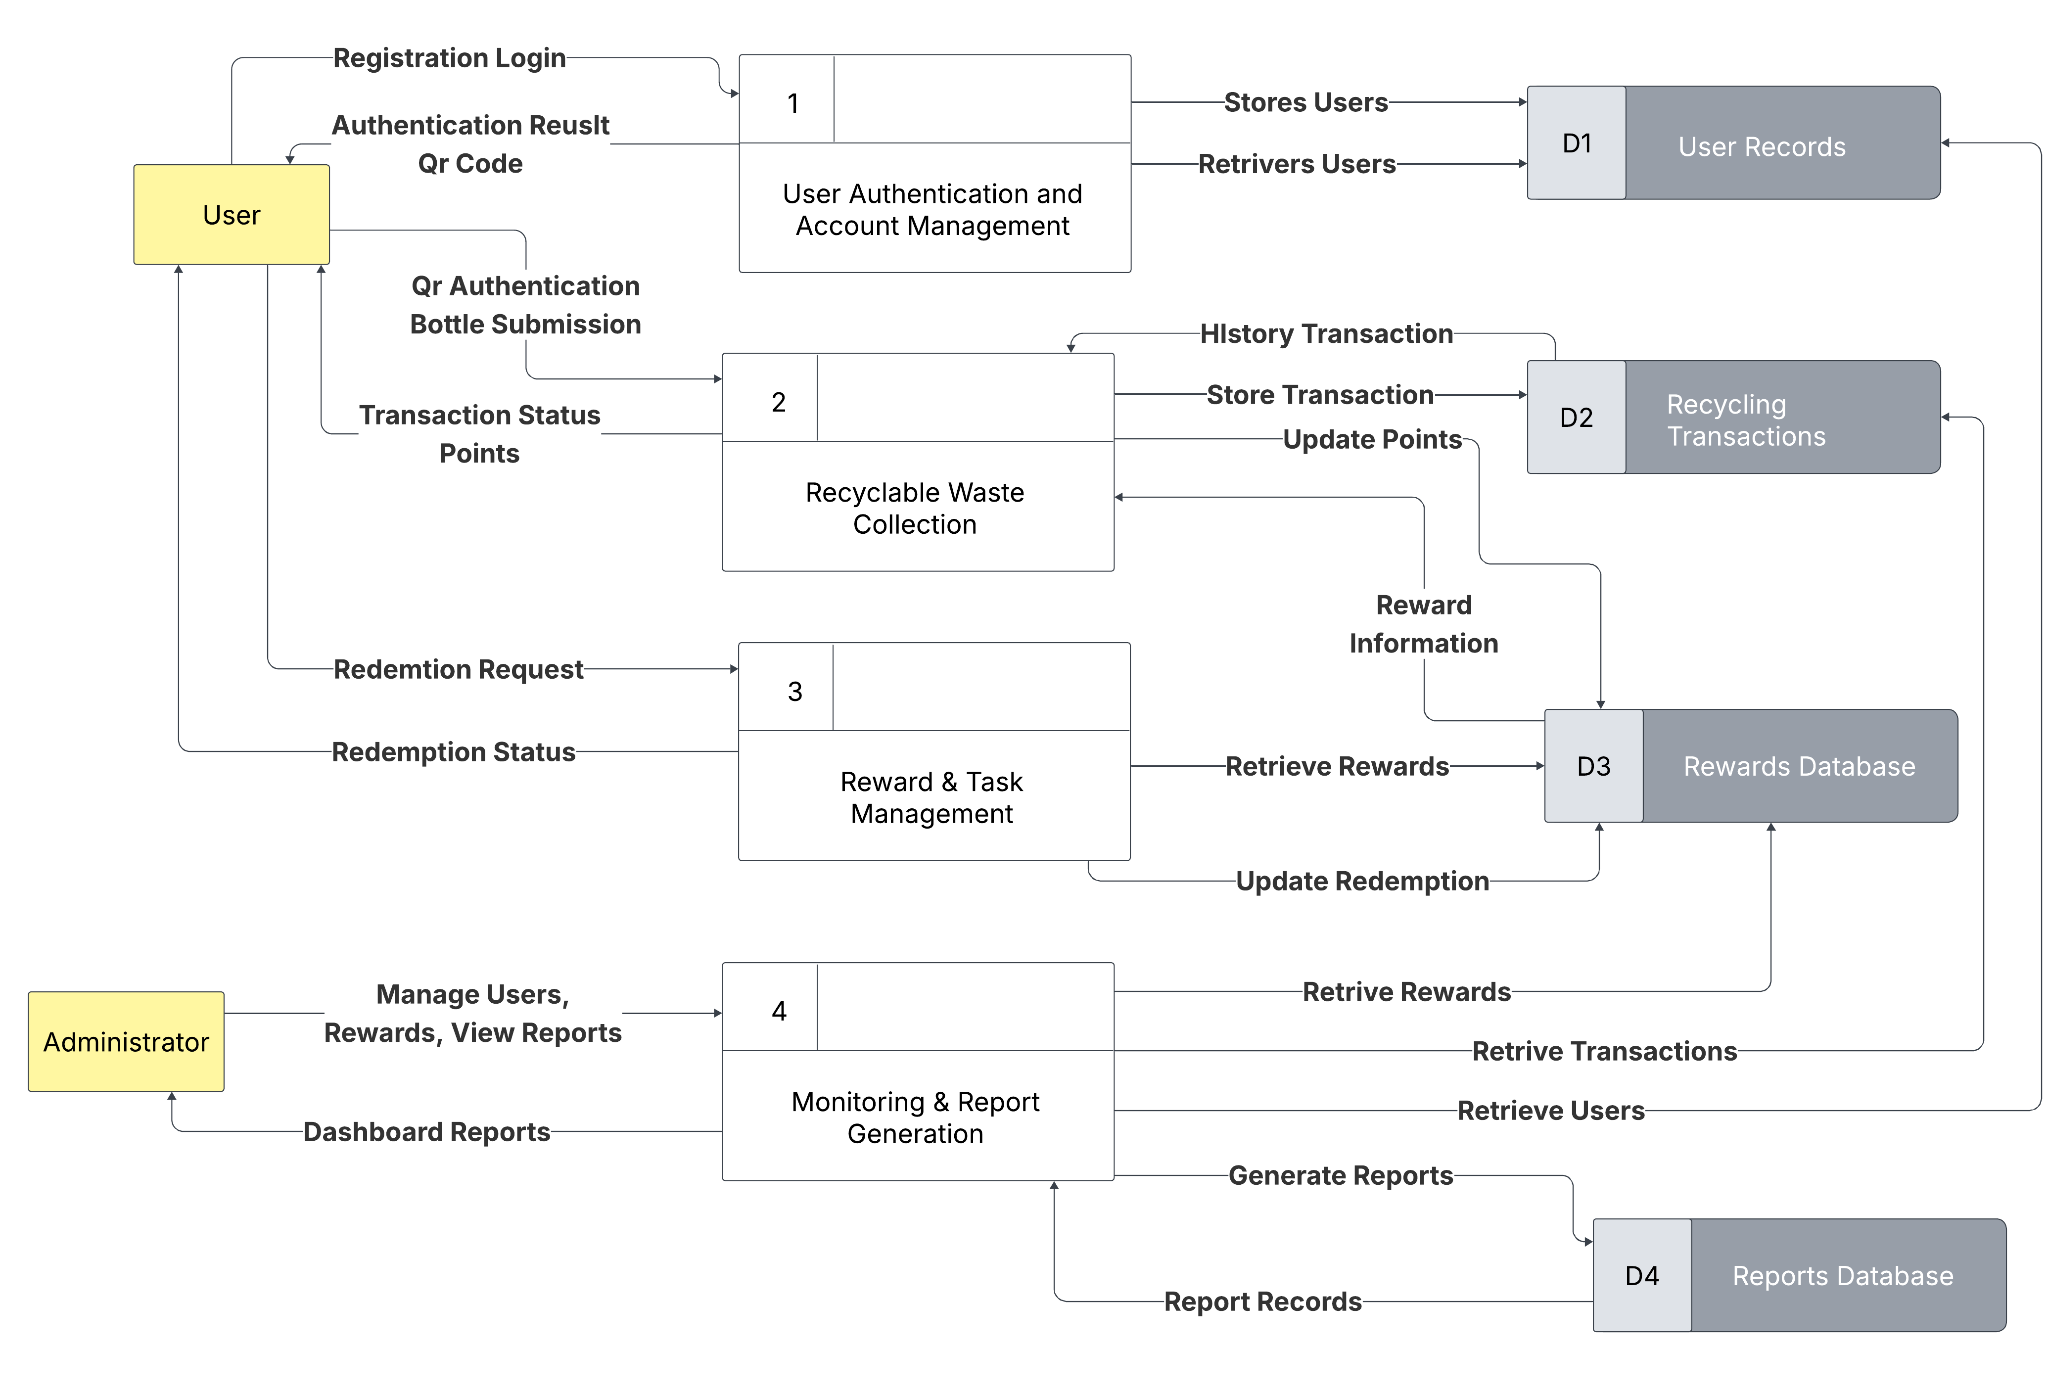 Registration Login
1
Stores Users
D1
User Records
Authentication Reuslt
Qr Code
Retrivers Users
User Authentication and
Account Management
User
Qr Authentication
Bottle Submission
HIstory Transaction
2
Store Transaction
D2
Recycling
Transactions
Transaction Status
Points
Update Points
Recyclable Waste
Collection
Reward
Information
Redemtion Request
3
Redemption Status
Retrieve Rewards
D3
Rewards Database
Reward & Task
Management
Update Redemption
Manage Users,
Rewards, View Reports
4
Retrive Rewards
Administrator
Retrive Transactions
Monitoring & Report
Generation
Retrieve Users
Dashboard Reports
Generate Reports
D4
Reports Database
Report Records